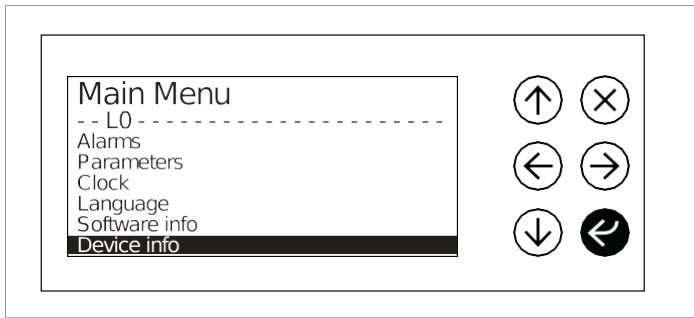 Main Menu
- - L0 - - - - - - - - - - - - - - - - - - - - - -
Alarms
Parameters
Clock
Language
Software info
Device info